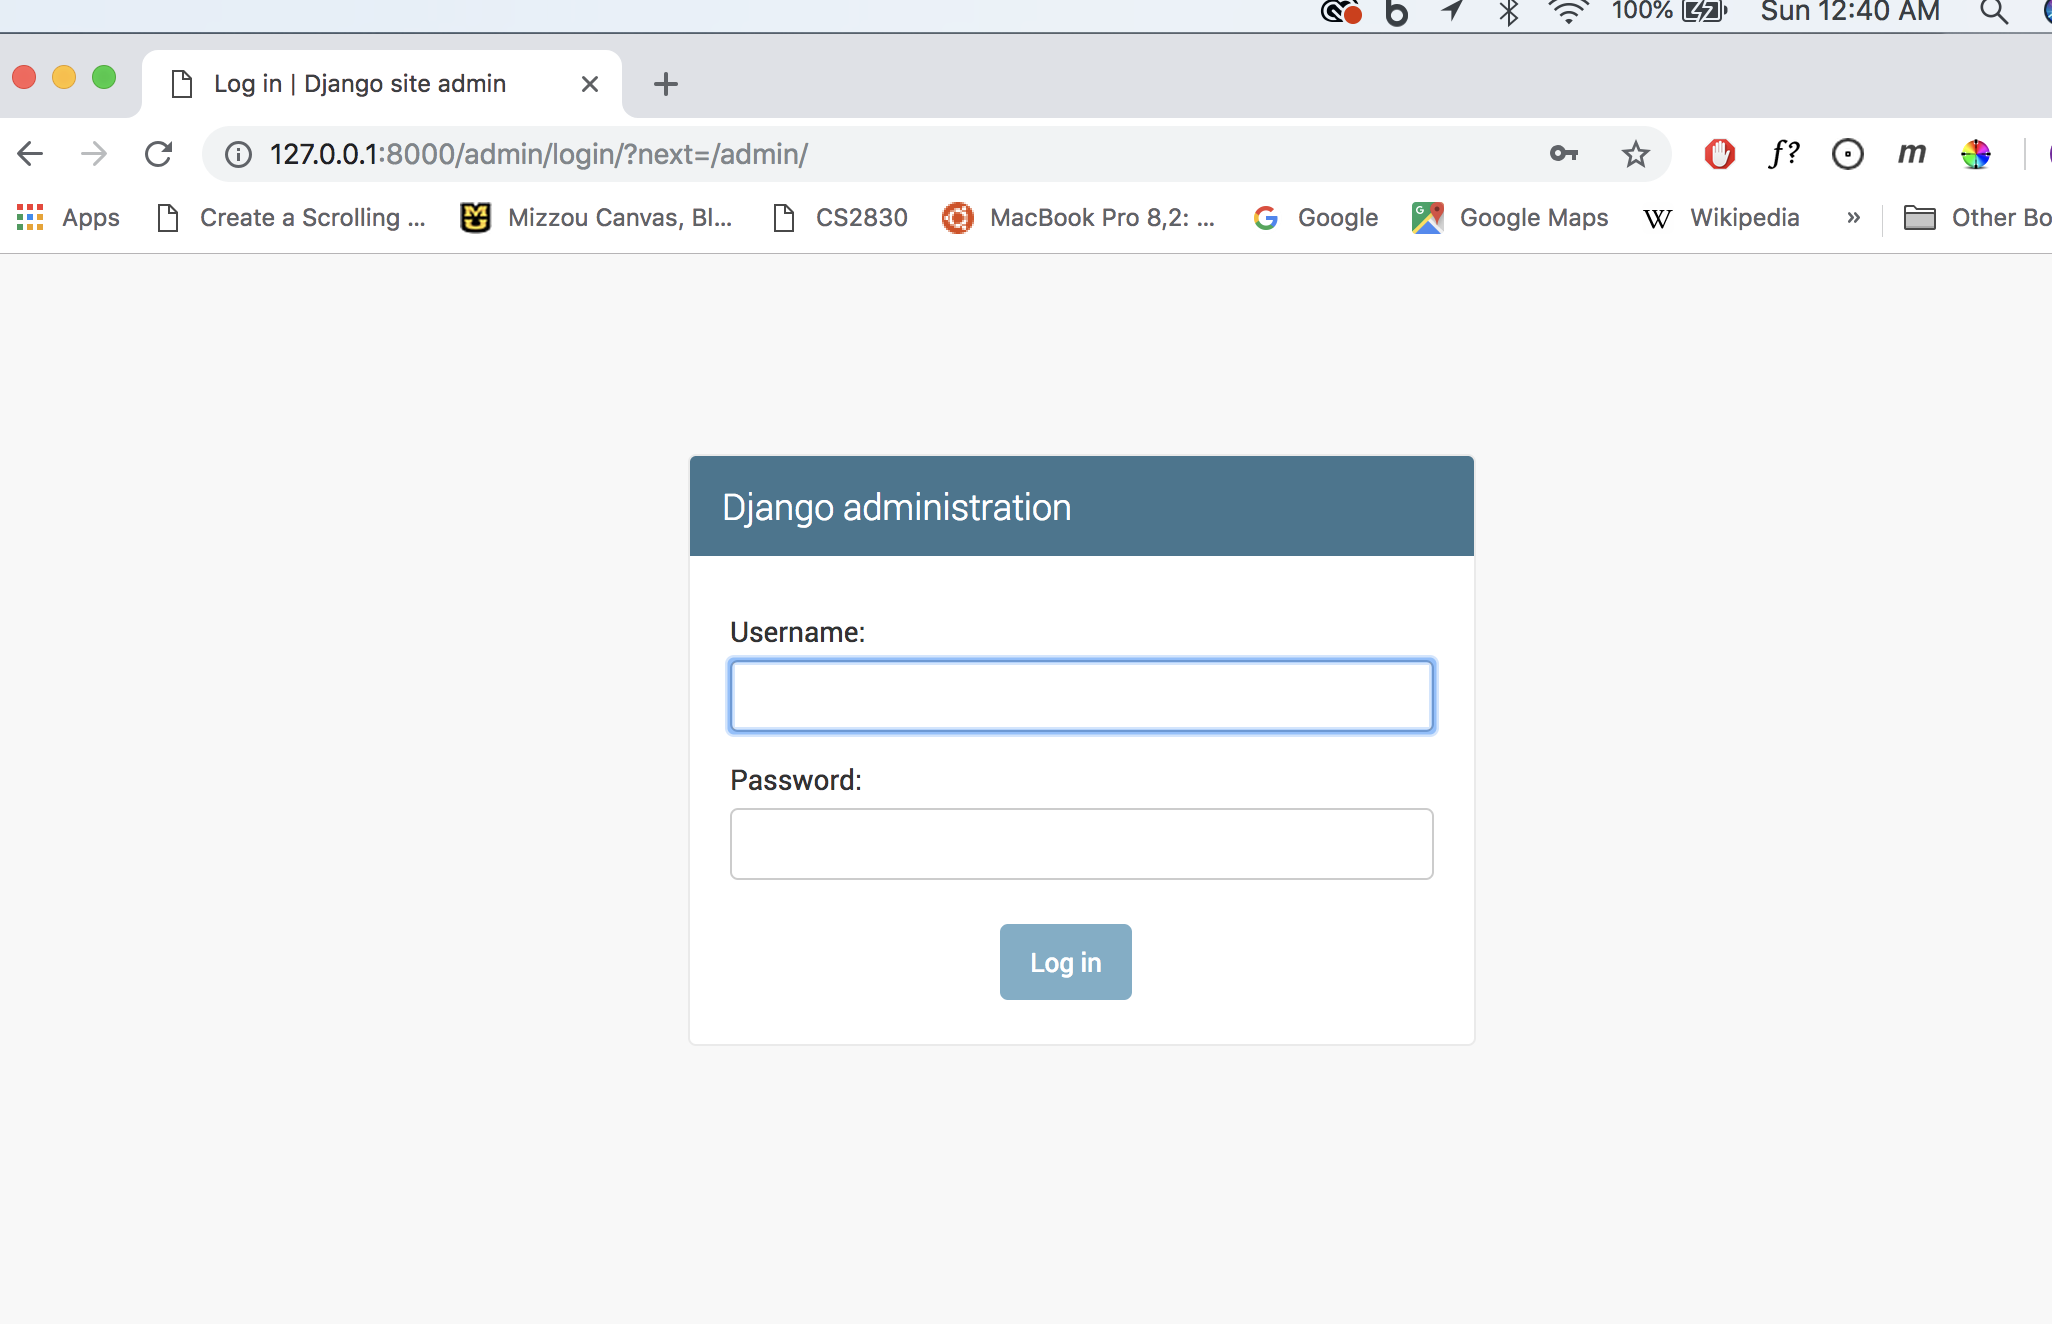 100% Sun 12:40 AM
Log in | Django site admin
127.0.0.1:8000/admin/login/?next=/admin/
f? m
Apps Create a Scrolling ... Mizzou Canvas, Bl... CS2830 MacBook Pro 8,2: ... Google Google Maps W Wikipedia » Other Bo
Django administration
Username:
Password:
Log in